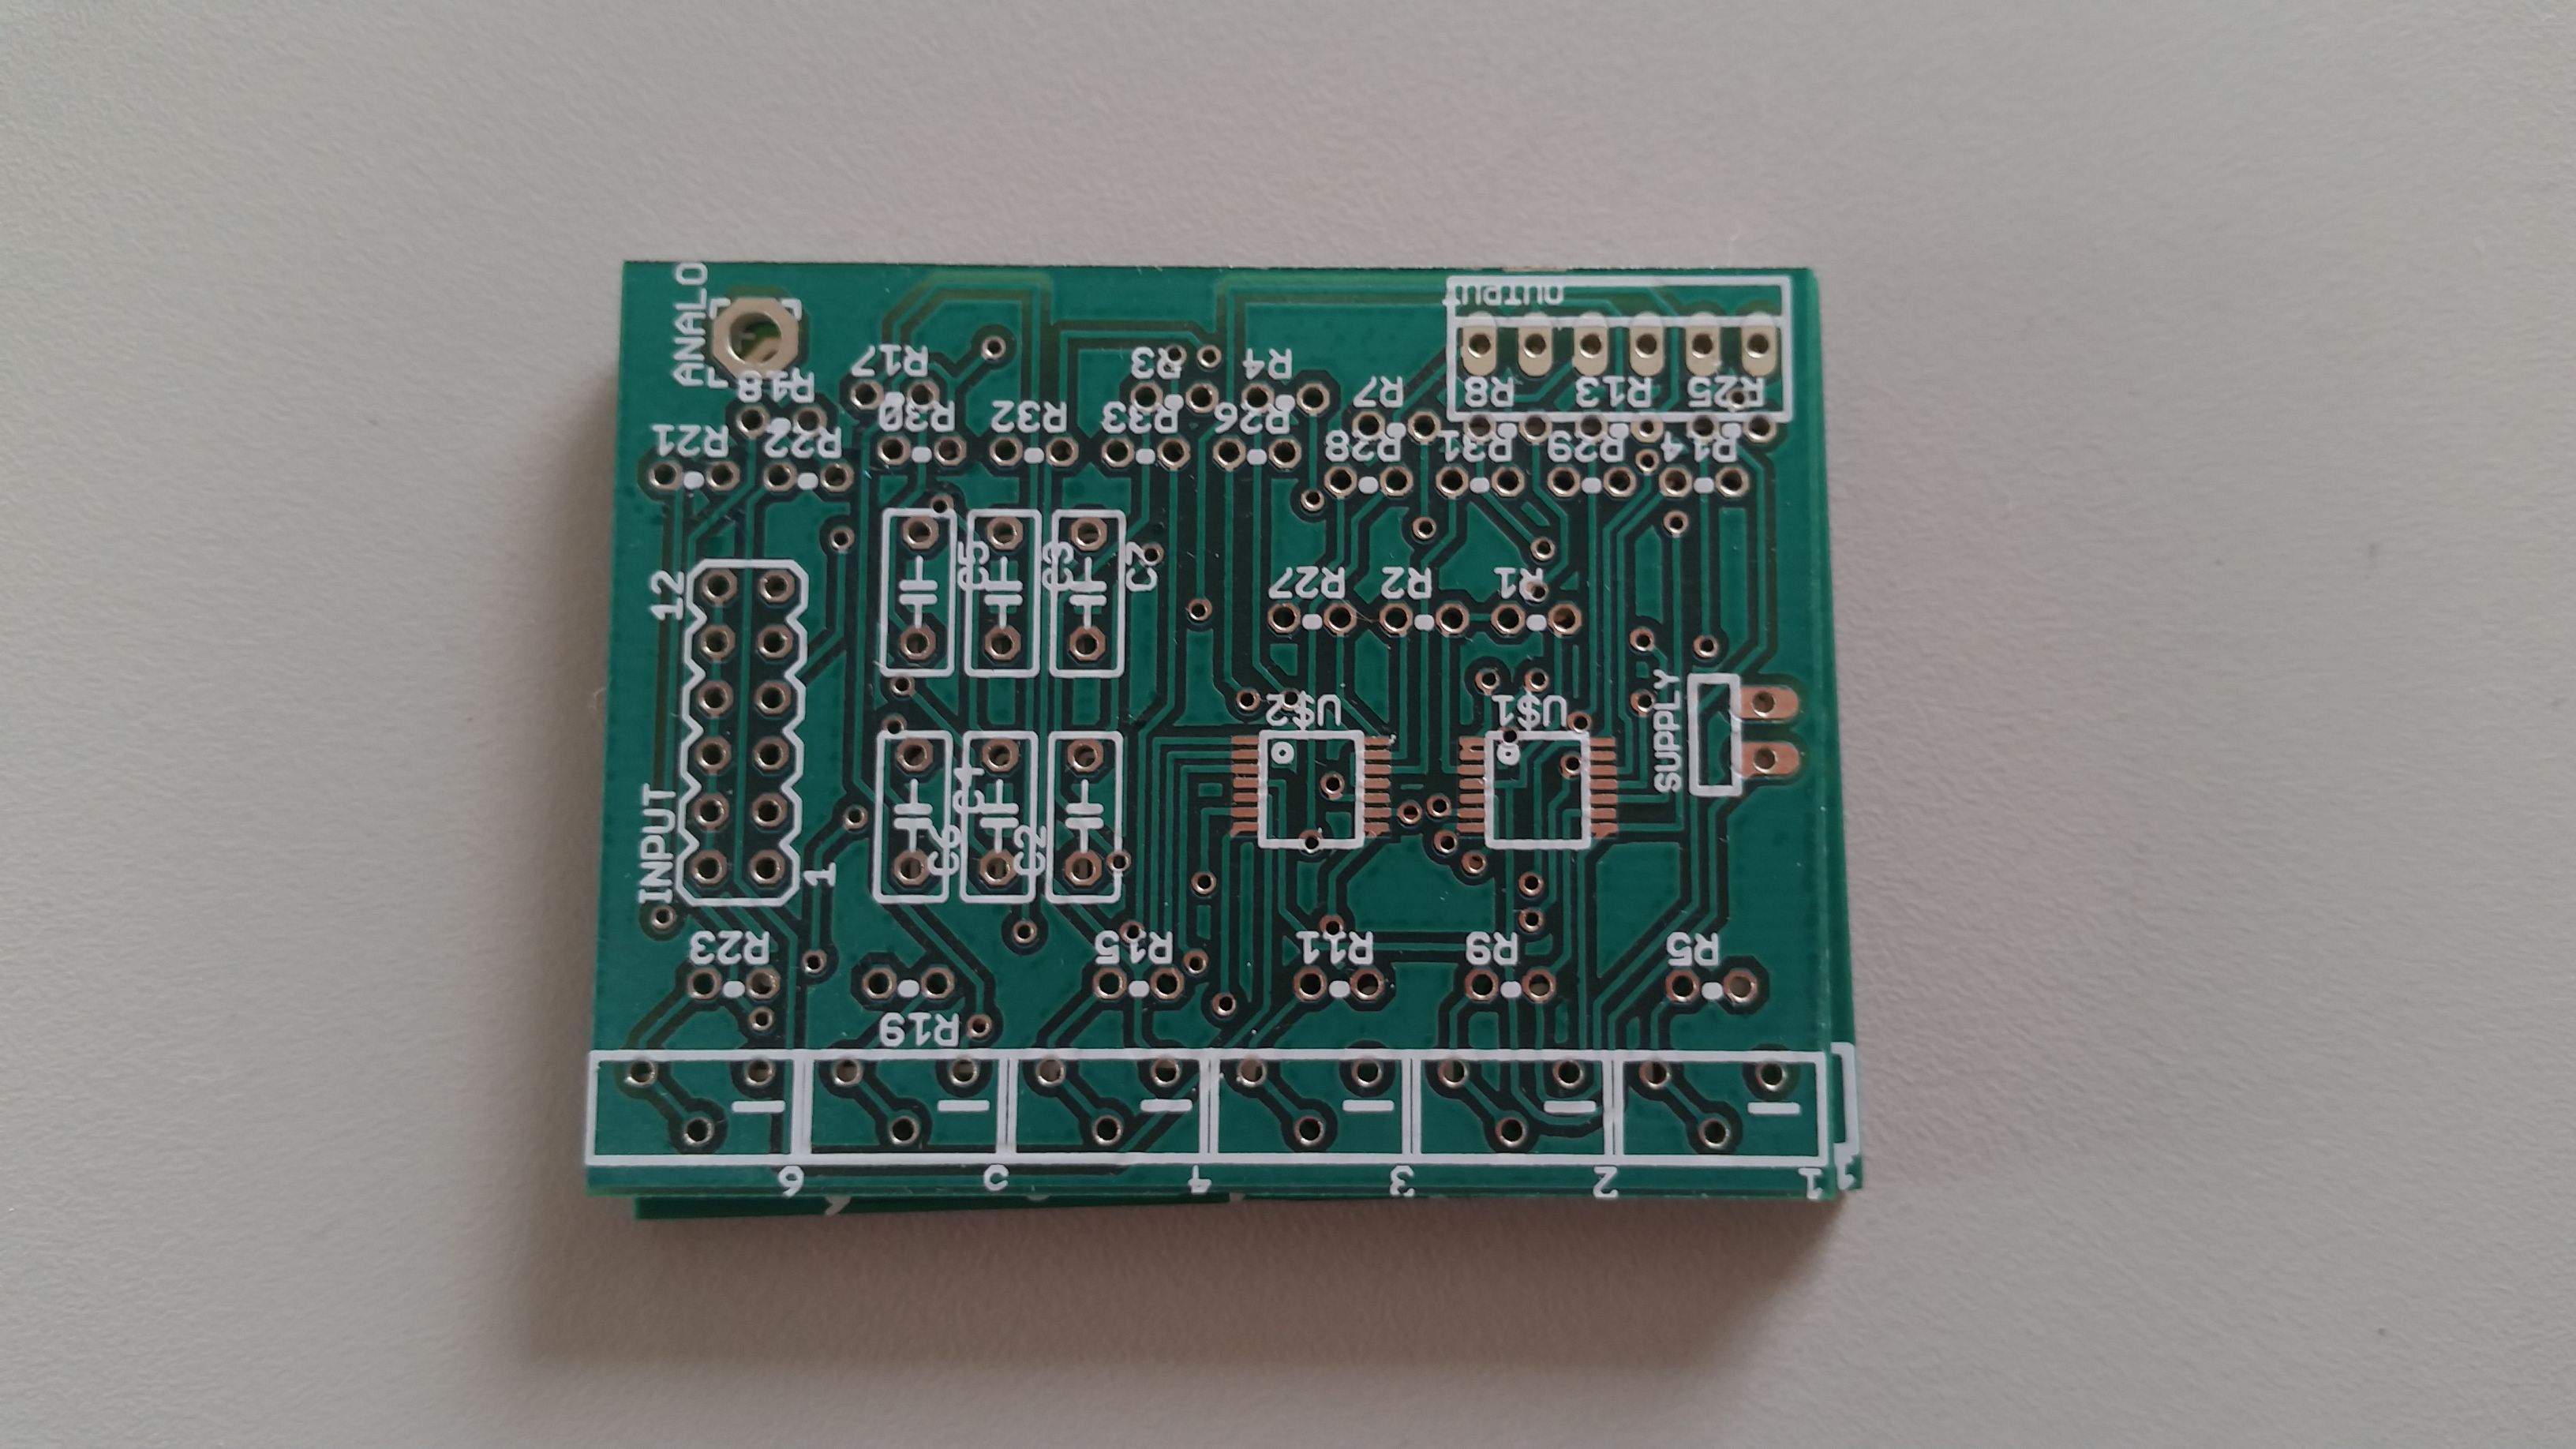 INPUT
12
R21
ANALO
R23
R18
R22
6
1
R19
R30
R17
C6
C4
C5
5
C2
R32
C3
R15
C7
R33
R3
4
R26
R4
U$2
R27
R11
R28
R7
3
R2
R9
R31
R8
OUTPUT
U$1
R1
2
R29
R13
SUPPLY
R5
R14
R25
1
1